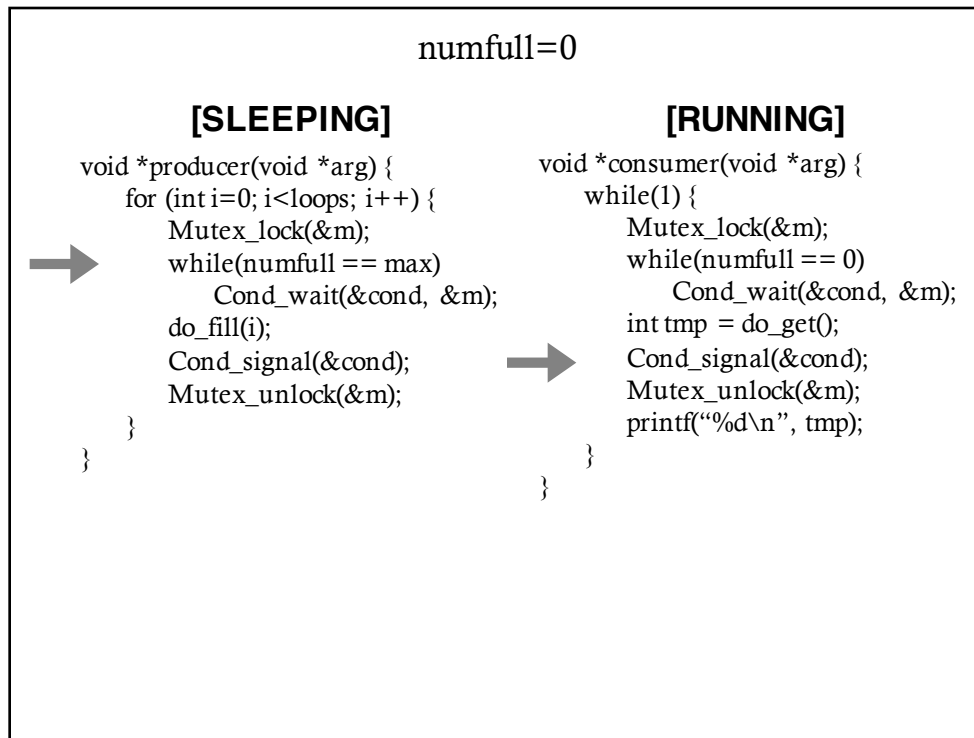 numfull=0
[SLEEPING]
void *producer(void *arg) {
for (int i=0; i<loops; i++) {
Mutex_lock(&m);
while(numfull == max)
Cond_wait(&cond, &m);
do_fill(i);
Cond_signal(&cond);
Mutex_unlock(&m);
}
}
[RUNNING]
void *consumer(void *arg) {
while(1) {
Mutex_lock(&m);
while(numfull == 0)
Cond_wait(&cond, &m);
int tmp = do_get();
Cond_signal(&cond);
Mutex_unlock(&m);
printf(“%d\n”, tmp);
}
}